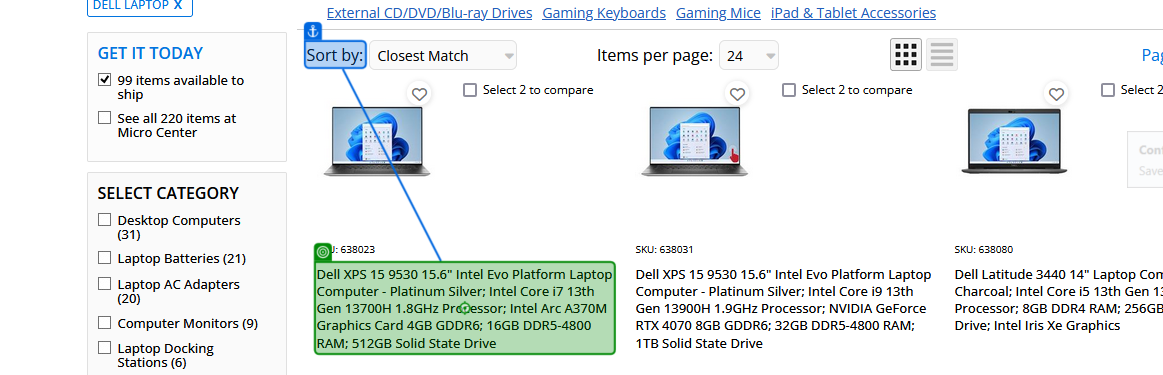 DELL LAPTOP X
External CD/DVD/Blu-ray Drives Gaming Keyboards Gaming Mice iPad & Tablet Accessories
GET IT TODAY
99 items available to
ship
See all 220 items at
Micro Center
SELECT CATEGORY
Desktop Computers
(31)
Laptop Batteries (21)
Laptop AC Adapters
(20)
Computer Monitors (9)
Laptop Docking
Stations (6)
Sort by: Closest Match Items per page: 24
Select 2 to compare
Select 2 to compare
U: 638023
Dell XPS 15 9530 15.6" Intel Evo Platform Laptop
Computer - Platinum Silver; Intel Core i7 13th
Gen 13700H 1.8GHz Processor; Intel Arc A370M
Graphics Card 4GB GDDR6; 16GB DDR5-4800
RAM; 512GB Solid State Drive
SKU: 638031
Dell XPS 15 9530 15.6" Intel Evo Platform Laptop
Computer - Platinum Silver; Intel Core i9 13th
Gen 13900H 1.9GHz Processor; NVIDIA GeForce
RTX 4070 8GB GDDR6; 32GB DDR5-4800 RAM;
1TB Solid State Drive
SKU: 638080
Dell Latitude 3440 14" Laptop Com
Charcoal; Intel Core i5 13th Gen 13
Processor; 8GB DDR4 RAM; 256GB
Drive; Intel Iris Xe Graphics
Pag
Select 2
Save